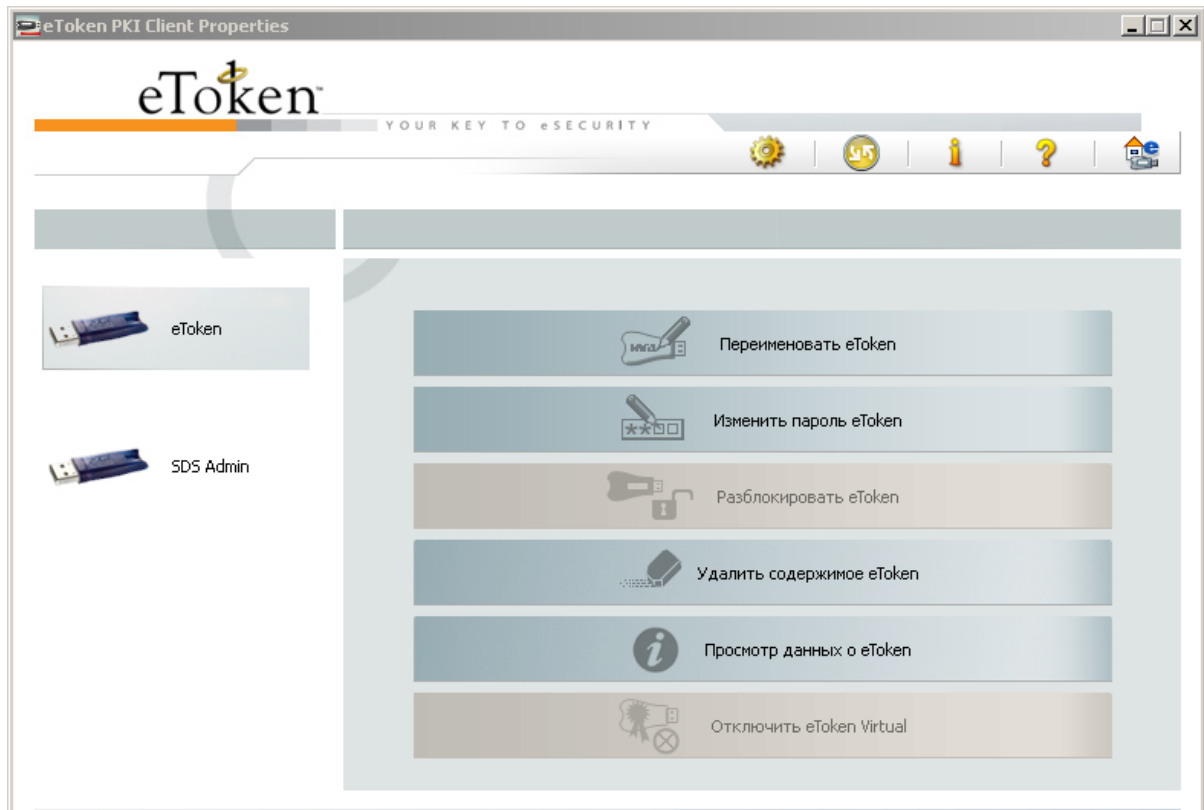 eToken PKI Client Properties
eToken™
YOUR KEY TO eSECURITY
eToken
SDS Admin
Переименовать eToken
Изменить пароль eToken
Разблокировать eToken
Удалить содержимое eToken
Просмотр данных о eToken
Отключить eToken Virtual